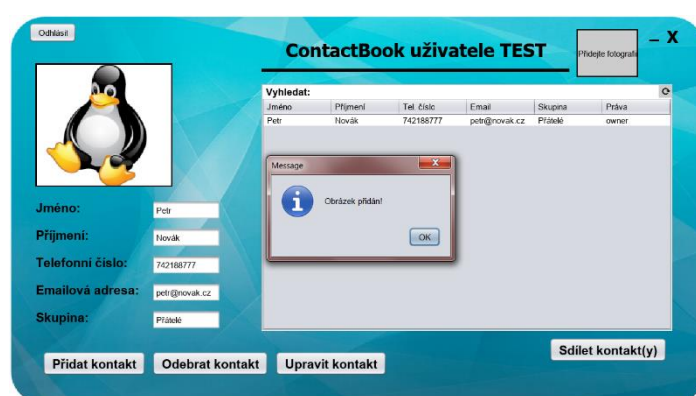 Odhlásit
ContactBook uživatele TEST
Přidejte fotografi
_ X
Vyhledat:
Jméno Příjmení Tel. číslo Email Skupina Práva
Petr Novák 742188777 petr@novak.cz Přátelé owner
Message X
Obrázek přidán!
OK
Jméno: Petr
Příjmení: Novák
Telefonní číslo: 742188777
Emailová adresa: petr@novak.cz
Skupina: Přátelé
Sdílet kontakt(y)
Přidat kontakt Odebrat kontakt Upravit kontakt